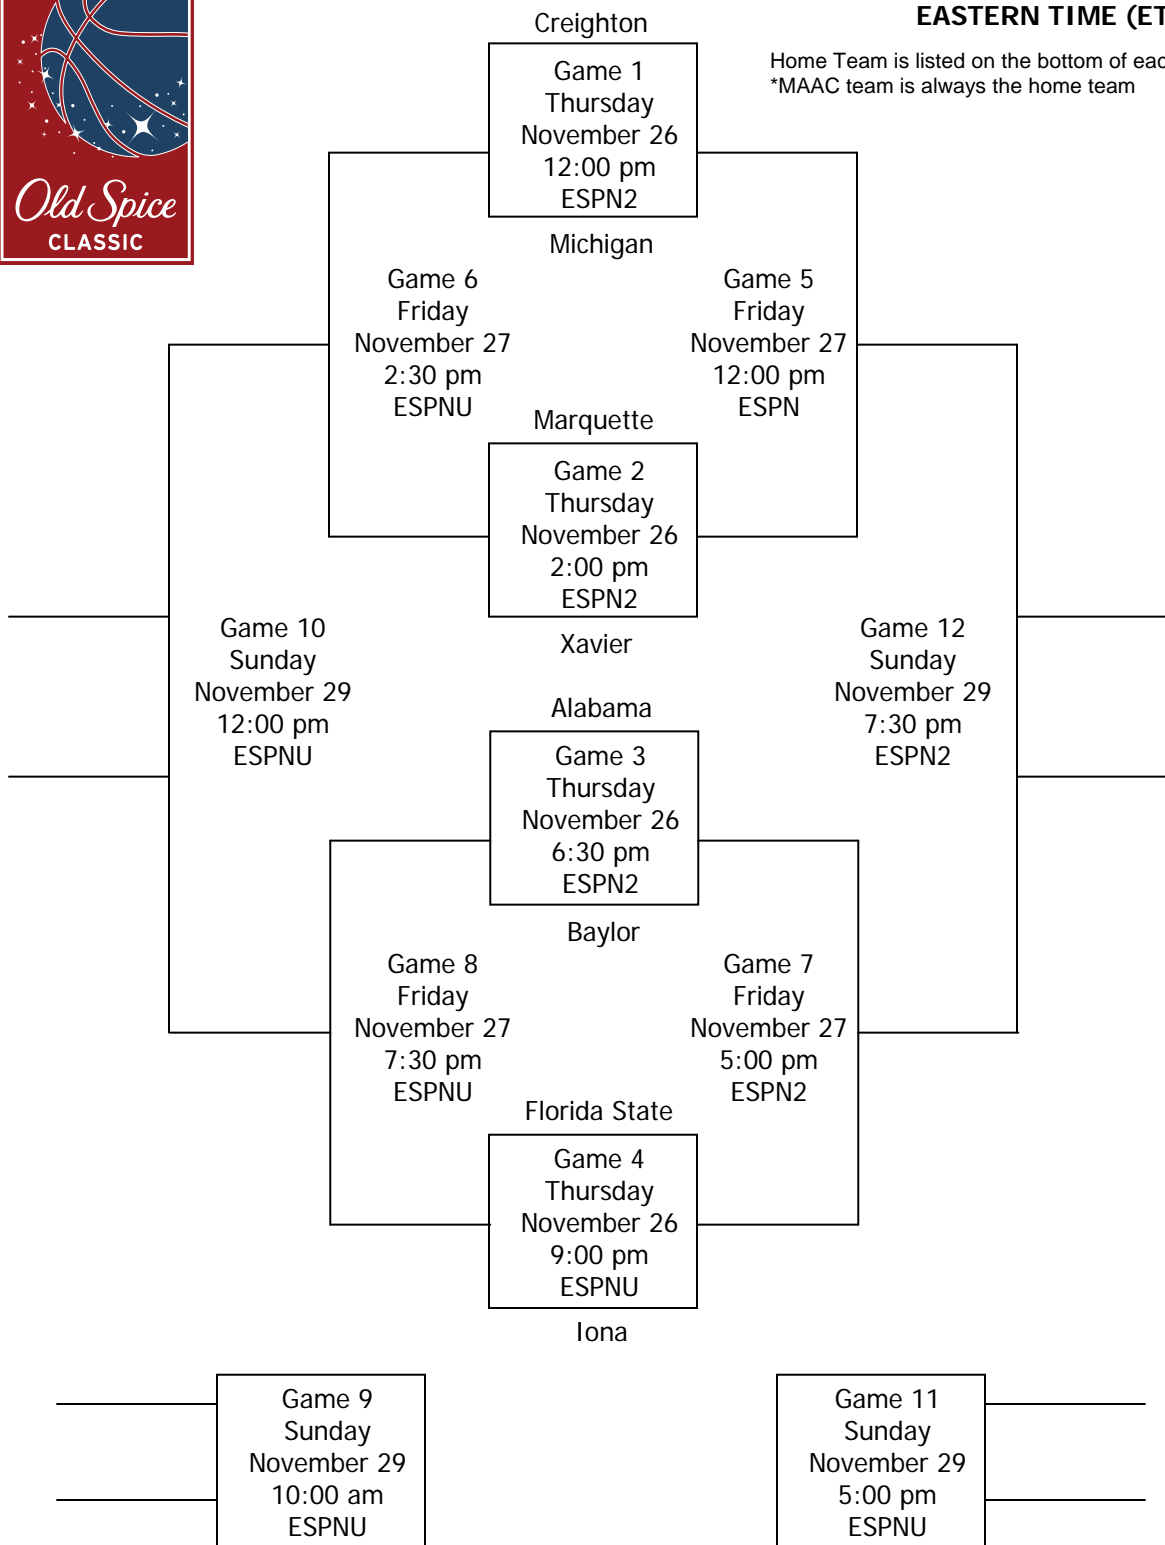 EASTERN TIME (ET
Creighton
Home Team is listed on the bottom of eac
*MAAC team is always the home team
Game 1
Thursday
November 26
12:00 pm
ESPN2
Old Spice
CLASSIC
Michigan
Game 6
Friday
November 27
2:30 pm
ESPNU
Game 5
Friday
November 27
12:00 pm
ESPN
Marquette
Game 2
Thursday
November 26
2:00 pm
ESPN2
Xavier
Game 10
Sunday
November 29
12:00 pm
ESPNU
Game 12
Sunday
November 29
7:30 pm
ESPN2
Alabama
Game 3
Thursday
November 26
6:30 pm
ESPN2
Baylor
Game 8
Friday
November 27
7:30 pm
ESPNU
Game 7
Friday
November 27
5:00 pm
ESPN2
Florida State
Game 4
Thursday
November 26
9:00 pm
ESPNU
Iona
Game 9
Sunday
November 29
10:00 am
ESPNU
Game 11
Sunday
November 29
5:00 pm
ESPNU